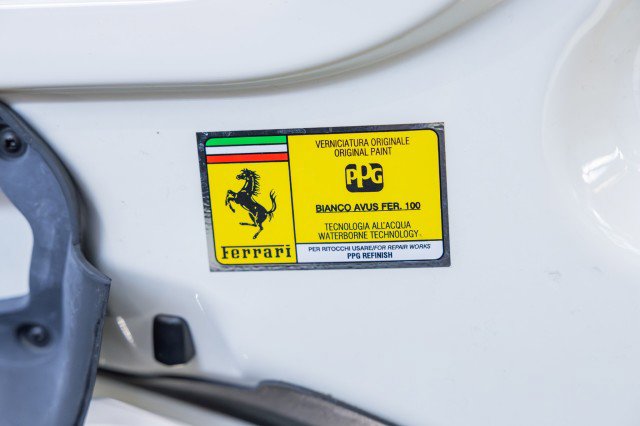 VERNICIATURA ORIGINALE
ORIGINAL PAINT
PPG
BIANCO AVUS FER. 100
TECNOLOGIA ALL'ACQUA
WATERBORNE TECHNOLOGY
PER RITOCCHI USARE/FOR REPAIR WORKS
PPG REFINISH
Ferrari